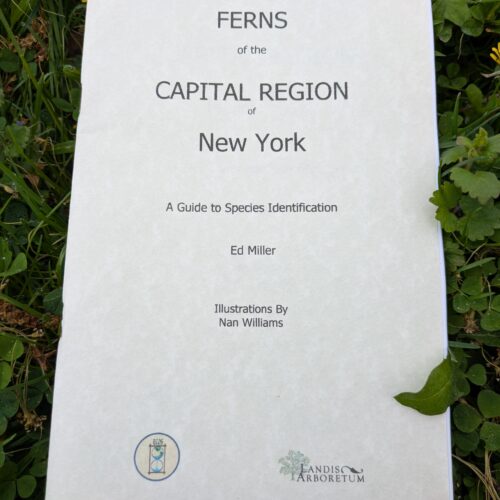 FERNS
of the
CAPITAL REGION
of
New York
A Guide to Species Identification
Ed Miller
Illustrations By
Nan Williams
LANDIS
ARBORETUM